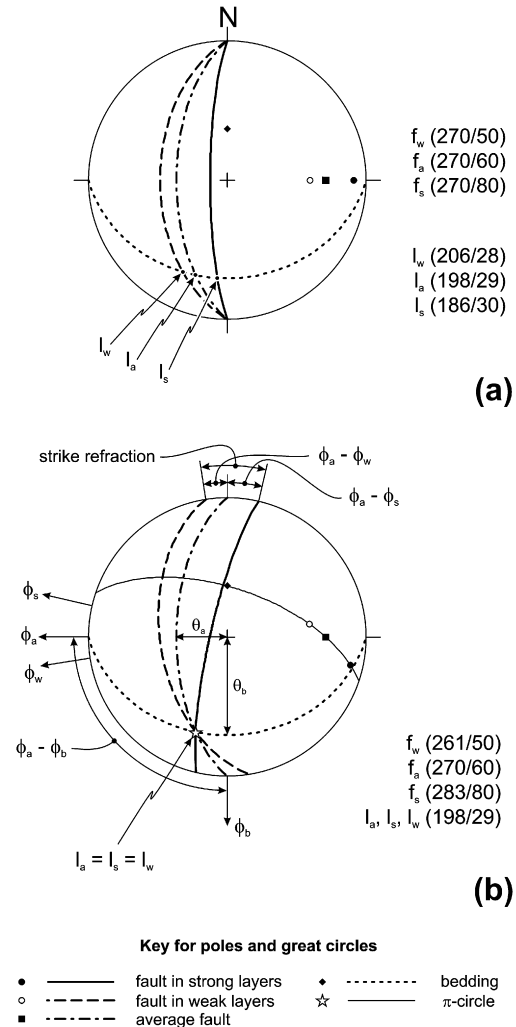 N
f_w (270/50)
f_a (270/60)
f_s (270/80)
l_w (206/28)
l_a (198/29)
l_s (186/30)
l_w
l_a
l_s
(a)
strike refraction
ϕ_a - ϕ_w
ϕ_a - ϕ_s
ϕ_s
ϕ_a
ϕ_w
θ_a
θ_b
ϕ_a - ϕ_b
ϕ_b
f_w (261/50)
f_a (270/60)
f_s (283/80)
l_a, l_s, l_w (198/29)
l_a = l_s = l_w
(b)
Key for poles and great circles
fault in strong layers
bedding
fault in weak layers
π-circle
average fault